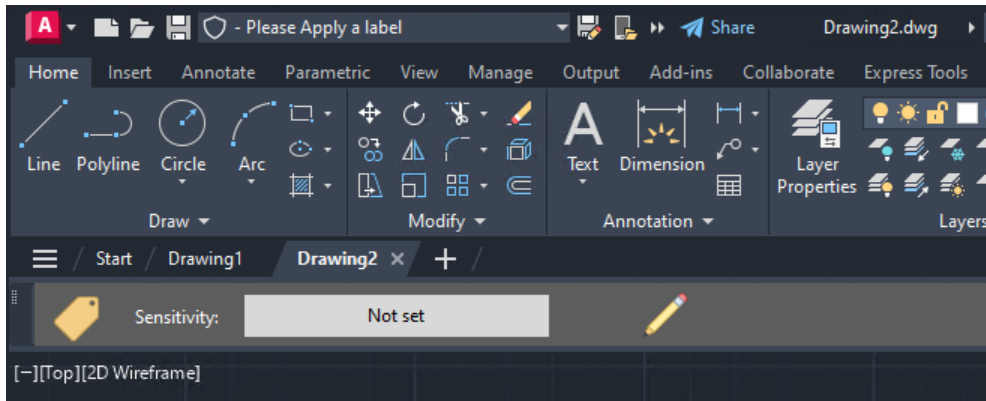 A - Please Apply a label Share Drawing2.dwg
Home Insert Annotate Parametric View Manage Output Add-ins Collaborate Express Tools
Line Polyline Circle Arc A Text Dimension Layer Properties
Draw Modify Annotation Layers
Start Drawing1 Drawing2
Sensitivity: Not set
[−][Top][2D Wireframe]